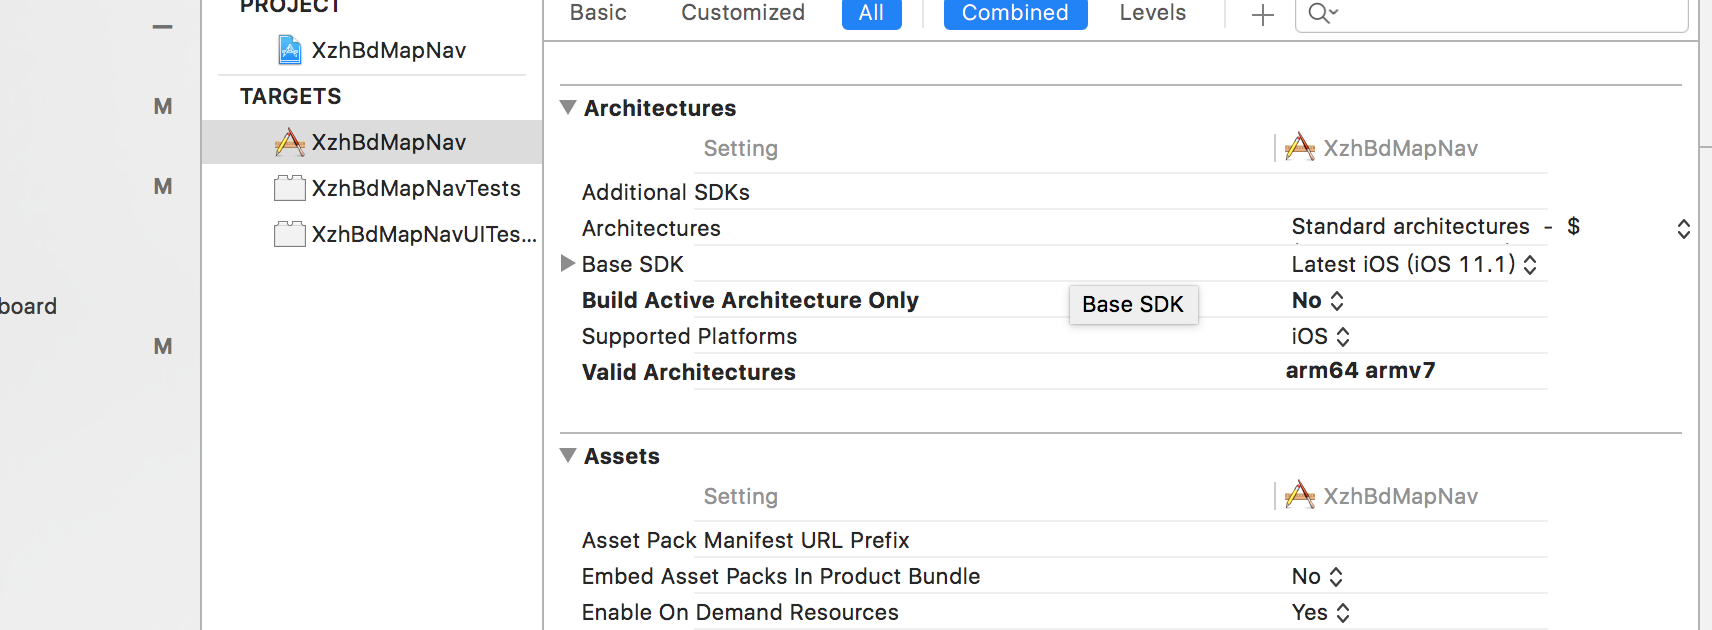 PROJECT
XzhBdMapNav
TARGETS
XzhBdMapNav
XzhBdMapNavTests
XzhBdMapNavUITes...
M
M
board
M
Basic Customized All Combined Levels +
Architectures
Setting XzhBdMapNav
Additional SDKs
Architectures Standard architectures - $
Base SDK Latest iOS (iOS 11.1)
Build Active Architecture Only No
Base SDK
Supported Platforms iOS
Valid Architectures arm64 armv7
Assets
Setting XzhBdMapNav
Asset Pack Manifest URL Prefix
Embed Asset Packs In Product Bundle No
Enable On Demand Resources Yes